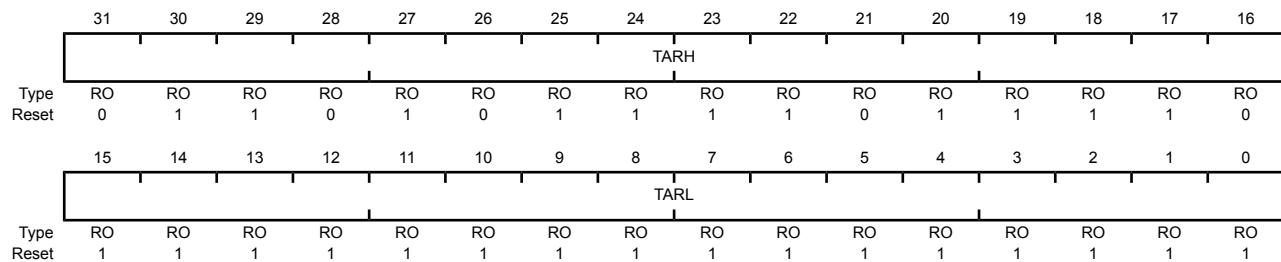 31 30 29 28 27 26 25 24 23 22 21 20 19 18 17 16
TARH
Type RO RO RO RO RO RO RO RO RO RO RO RO RO RO RO RO
Reset 0 1 1 0 1 0 1 1 1 1 0 1 1 1 1 0
15 14 13 12 11 10 9 8 7 6 5 4 3 2 1 0
TARL
Type RO RO RO RO RO RO RO RO RO RO RO RO RO RO RO RO
Reset 1 1 1 1 1 1 1 1 1 1 1 1 1 1 1 1